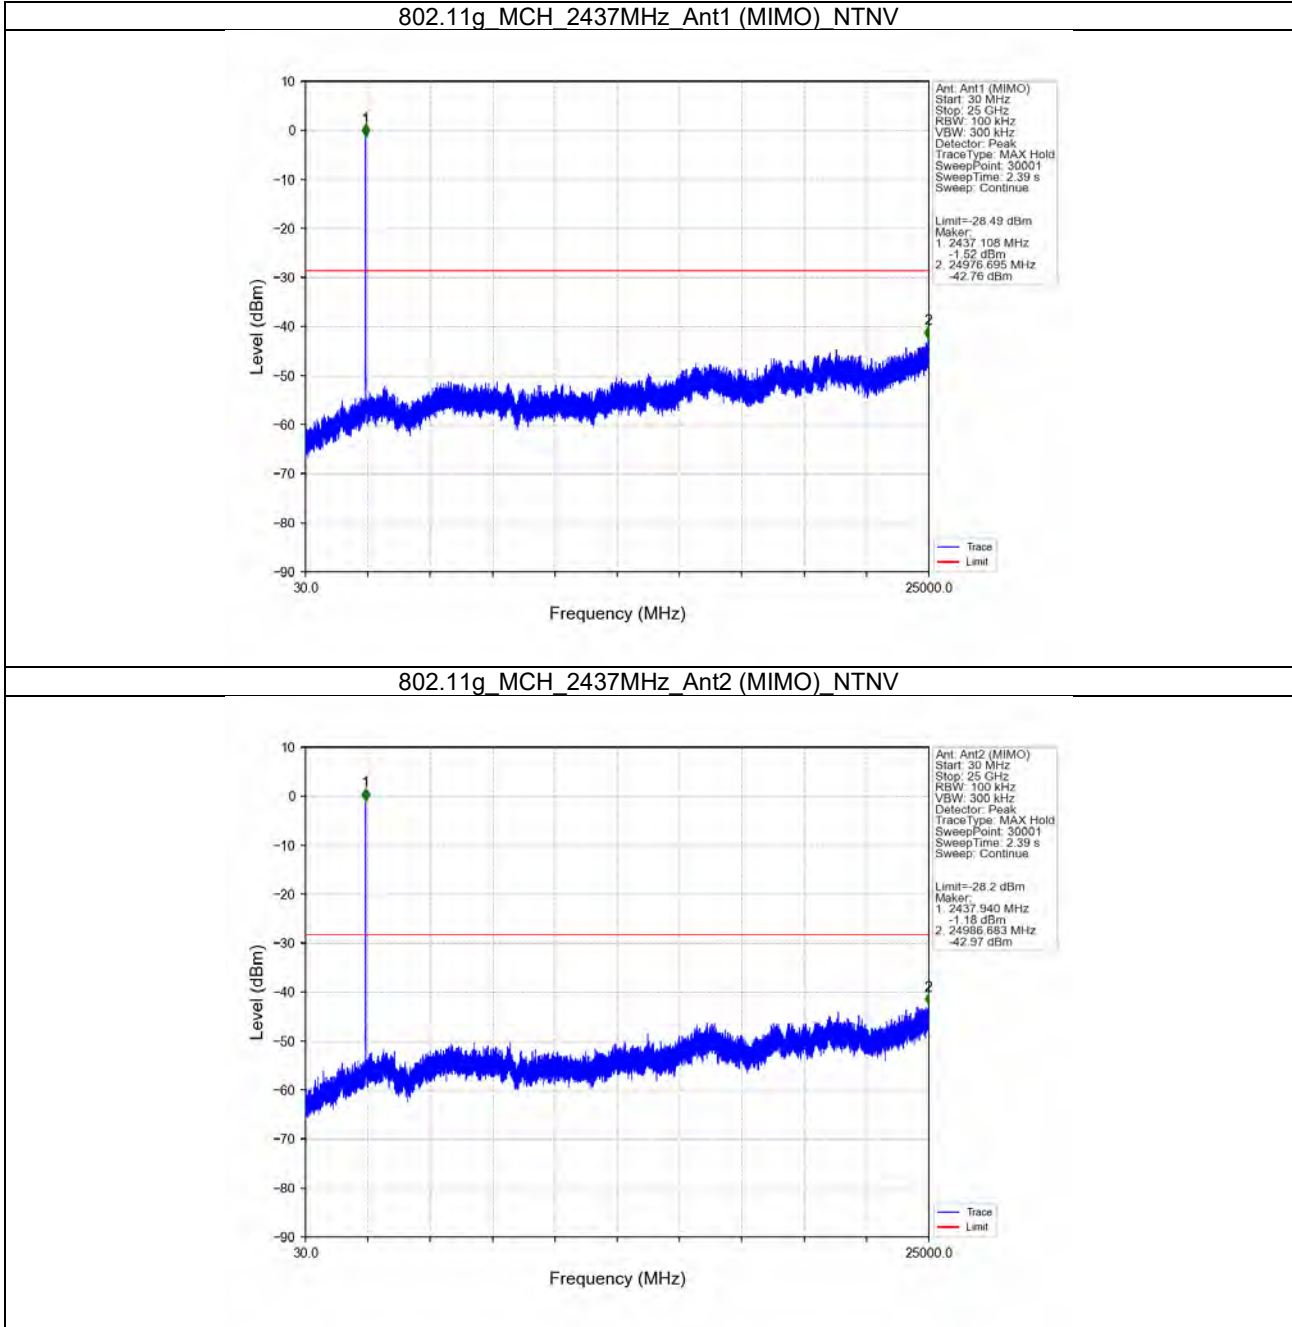 802.11g_MCH_2437MHz_Ant1 (MIMO)_NTNV
10
0
−10
−20
−30
−40
−50
−60
−70
−80
−90
Level (dBm)
1
2
30.0
25000.0
Frequency (MHz)
Ant: Ant1 (MIMO)
Start: 30 MHz
Stop: 25 GHz
RBW: 100 kHz
VBW: 300 kHz
Detector: Peak
TraceType: MAX Hold
SweepPoint: 30001
SweepTime: 2.39 s
Sweep: Continue
Limit=-28.49 dBm
Maker:
1. 2437.108 MHz
-1.52 dBm
2. 24976.695 MHz
-42.76 dBm
Trace
Limit
802.11g_MCH_2437MHz_Ant2 (MIMO)_NTNV
10
0
−10
−20
−30
−40
−50
−60
−70
−80
−90
Level (dBm)
1
2
30.0
25000.0
Frequency (MHz)
Ant: Ant2 (MIMO)
Start: 30 MHz
Stop: 25 GHz
RBW: 100 kHz
VBW: 300 kHz
Detector: Peak
TraceType: MAX Hold
SweepPoint: 30001
SweepTime: 2.39 s
Sweep: Continue
Limit=-28.2 dBm
Maker:
1. 2437.940 MHz
-1.18 dBm
2. 24986.683 MHz
-42.97 dBm
Trace
Limit